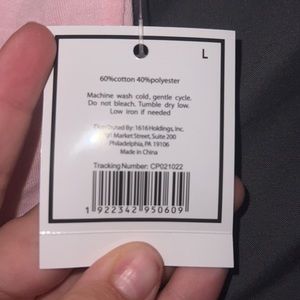 L
60%cotton 40%polyester
Machine wash cold, gentle cycle.
Do not bleach. Tumble dry low.
Low iron if needed
By: 1616 Holdings, Inc.
Market Street, Suite 200
Philadelphia, PA 19106
Made in China
Tracking Number: CP021022
1 922342 950609